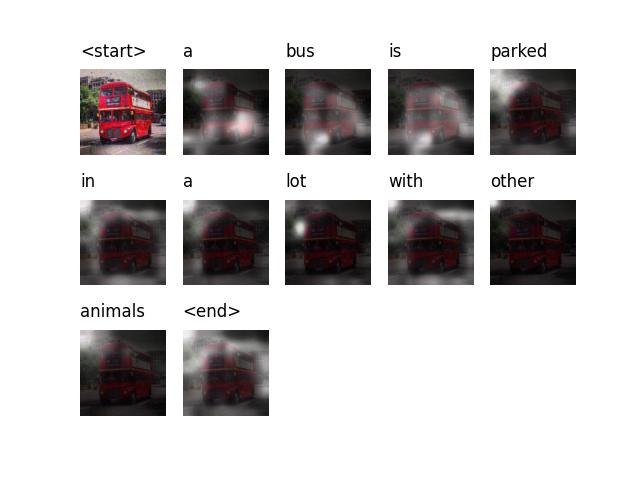 <start> a bus is parked
in a lot with other
animals <end>